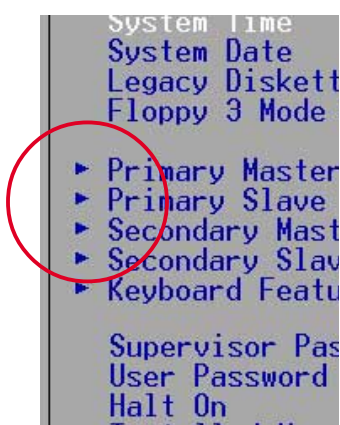 System Time
System Date
Legacy Diskett
Floppy 3 Mode
Primary Master
Primary Slave
Secondary Mast
Secondary Slav
Keyboard Featu
Supervisor Pas
User Password
Halt On